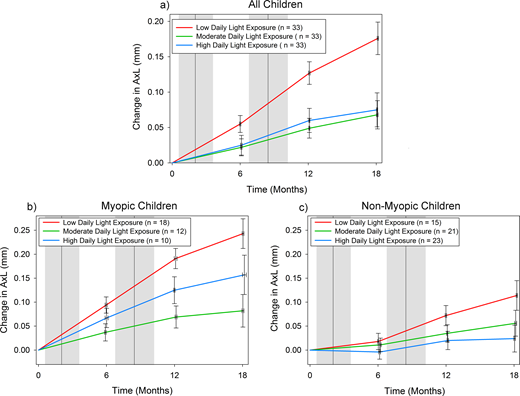 a) All Children
Low Daily Light Exposure (n = 33)
Moderate Daily Light Exposure ( n = 33)
High Daily Light Exposure ( n = 33)
Change in AxL (mm)
0.20
0.15
0.10
0.05
0.00
0 6 12 18
Time (Months)
b) Myopic Children
Low Daily Light Exposure (n = 18)
Moderate Daily Light Exposure (n = 12)
High Daily Light Exposure (n = 10)
Change in AxL (mm)
0.25
0.20
0.15
0.10
0.05
0.00
0 6 12 18
Time (Months)
c) Non-Myopic Children
Low Daily Light Exposure (n = 15)
Moderate Daily Light Exposure (n = 21)
High Daily Light Exposure (n = 23)
Change in AxL (mm)
0.25
0.20
0.15
0.10
0.05
0.00
0 6 12 18
Time (Months)